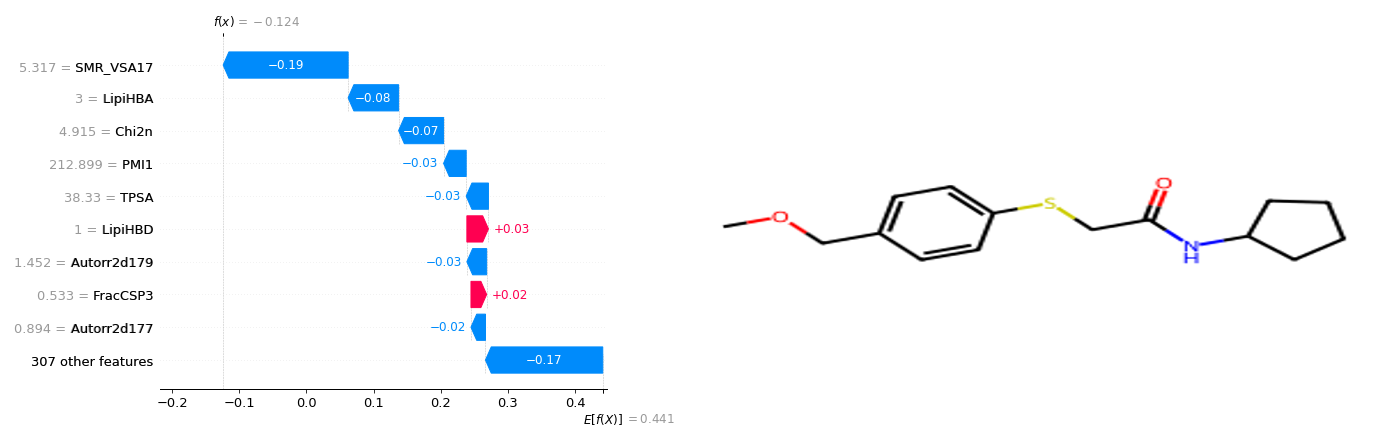 f(x) = −0.124
5.317 = SMR_VSA17
−0.19
3 = LipiHBA
−0.08
4.915 = Chi2n
−0.07
212.899 = PMI1
−0.03
38.33 = TPSA
−0.03
1 = LipiHBD
+0.03
1.452 = Autorr2d179
−0.03
0.533 = FracCSP3
+0.02
0.894 = Autorr2d177
−0.02
307 other features
−0.17
−0.2 −0.1 0.0 0.1 0.2 0.3 0.4
E[f(X)] = 0.441
O
S
O
N
H